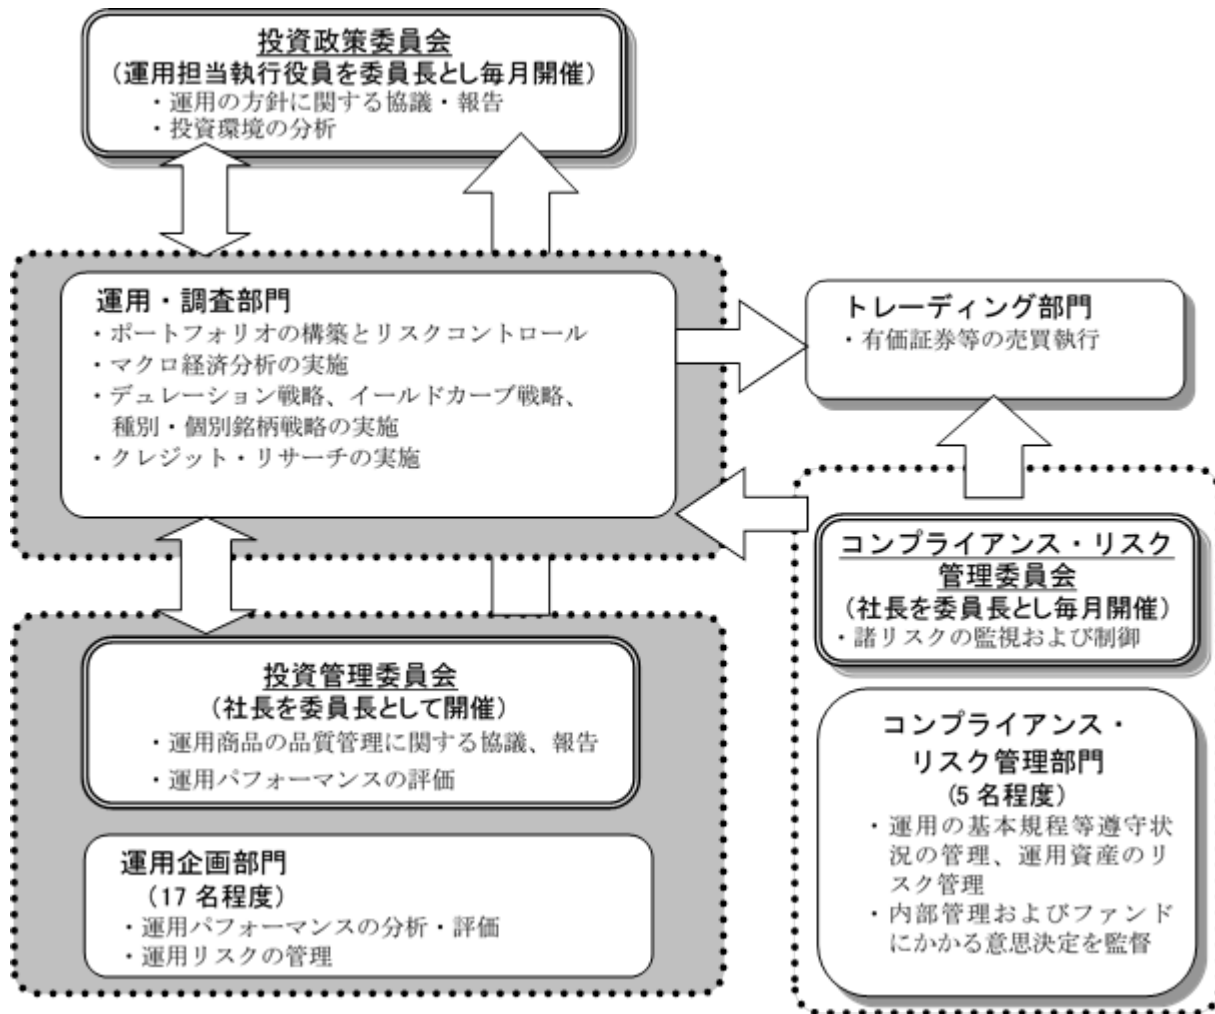 投資政策委員会
（運用担当執行役員を委員長とし毎月開催）
・運用の方針に関する協議・報告
・投資環境の分析
運用・調査部門
・ポートフォリオの構築とリスクコントロール
・マクロ経済分析の実施
・デュレーション戦略、イールドカーブ戦略、
種別・個別銘柄戦略の実施
・クレジット・リサーチの実施
トレーディング部門
・有価証券等の売買執行
投資管理委員会
（社長を委員長として開催）
・運用商品の品質管理に関する協議、報告
・運用パフォーマンスの評価
運用企画部門
（17 名程度）
・運用パフォーマンスの分析・評価
・運用リスクの管理
コンプライアンス・リスク
管理委員会
（社長を委員長とし毎月開催）
・諸リスクの監視および制御
コンプライアンス・
リスク管理部門
（5 名程度）
・運用の基本規程等遵守状
況の管理、運用資産のリ
スク管理
・内部管理およびファンド
にかかる意思決定を監督